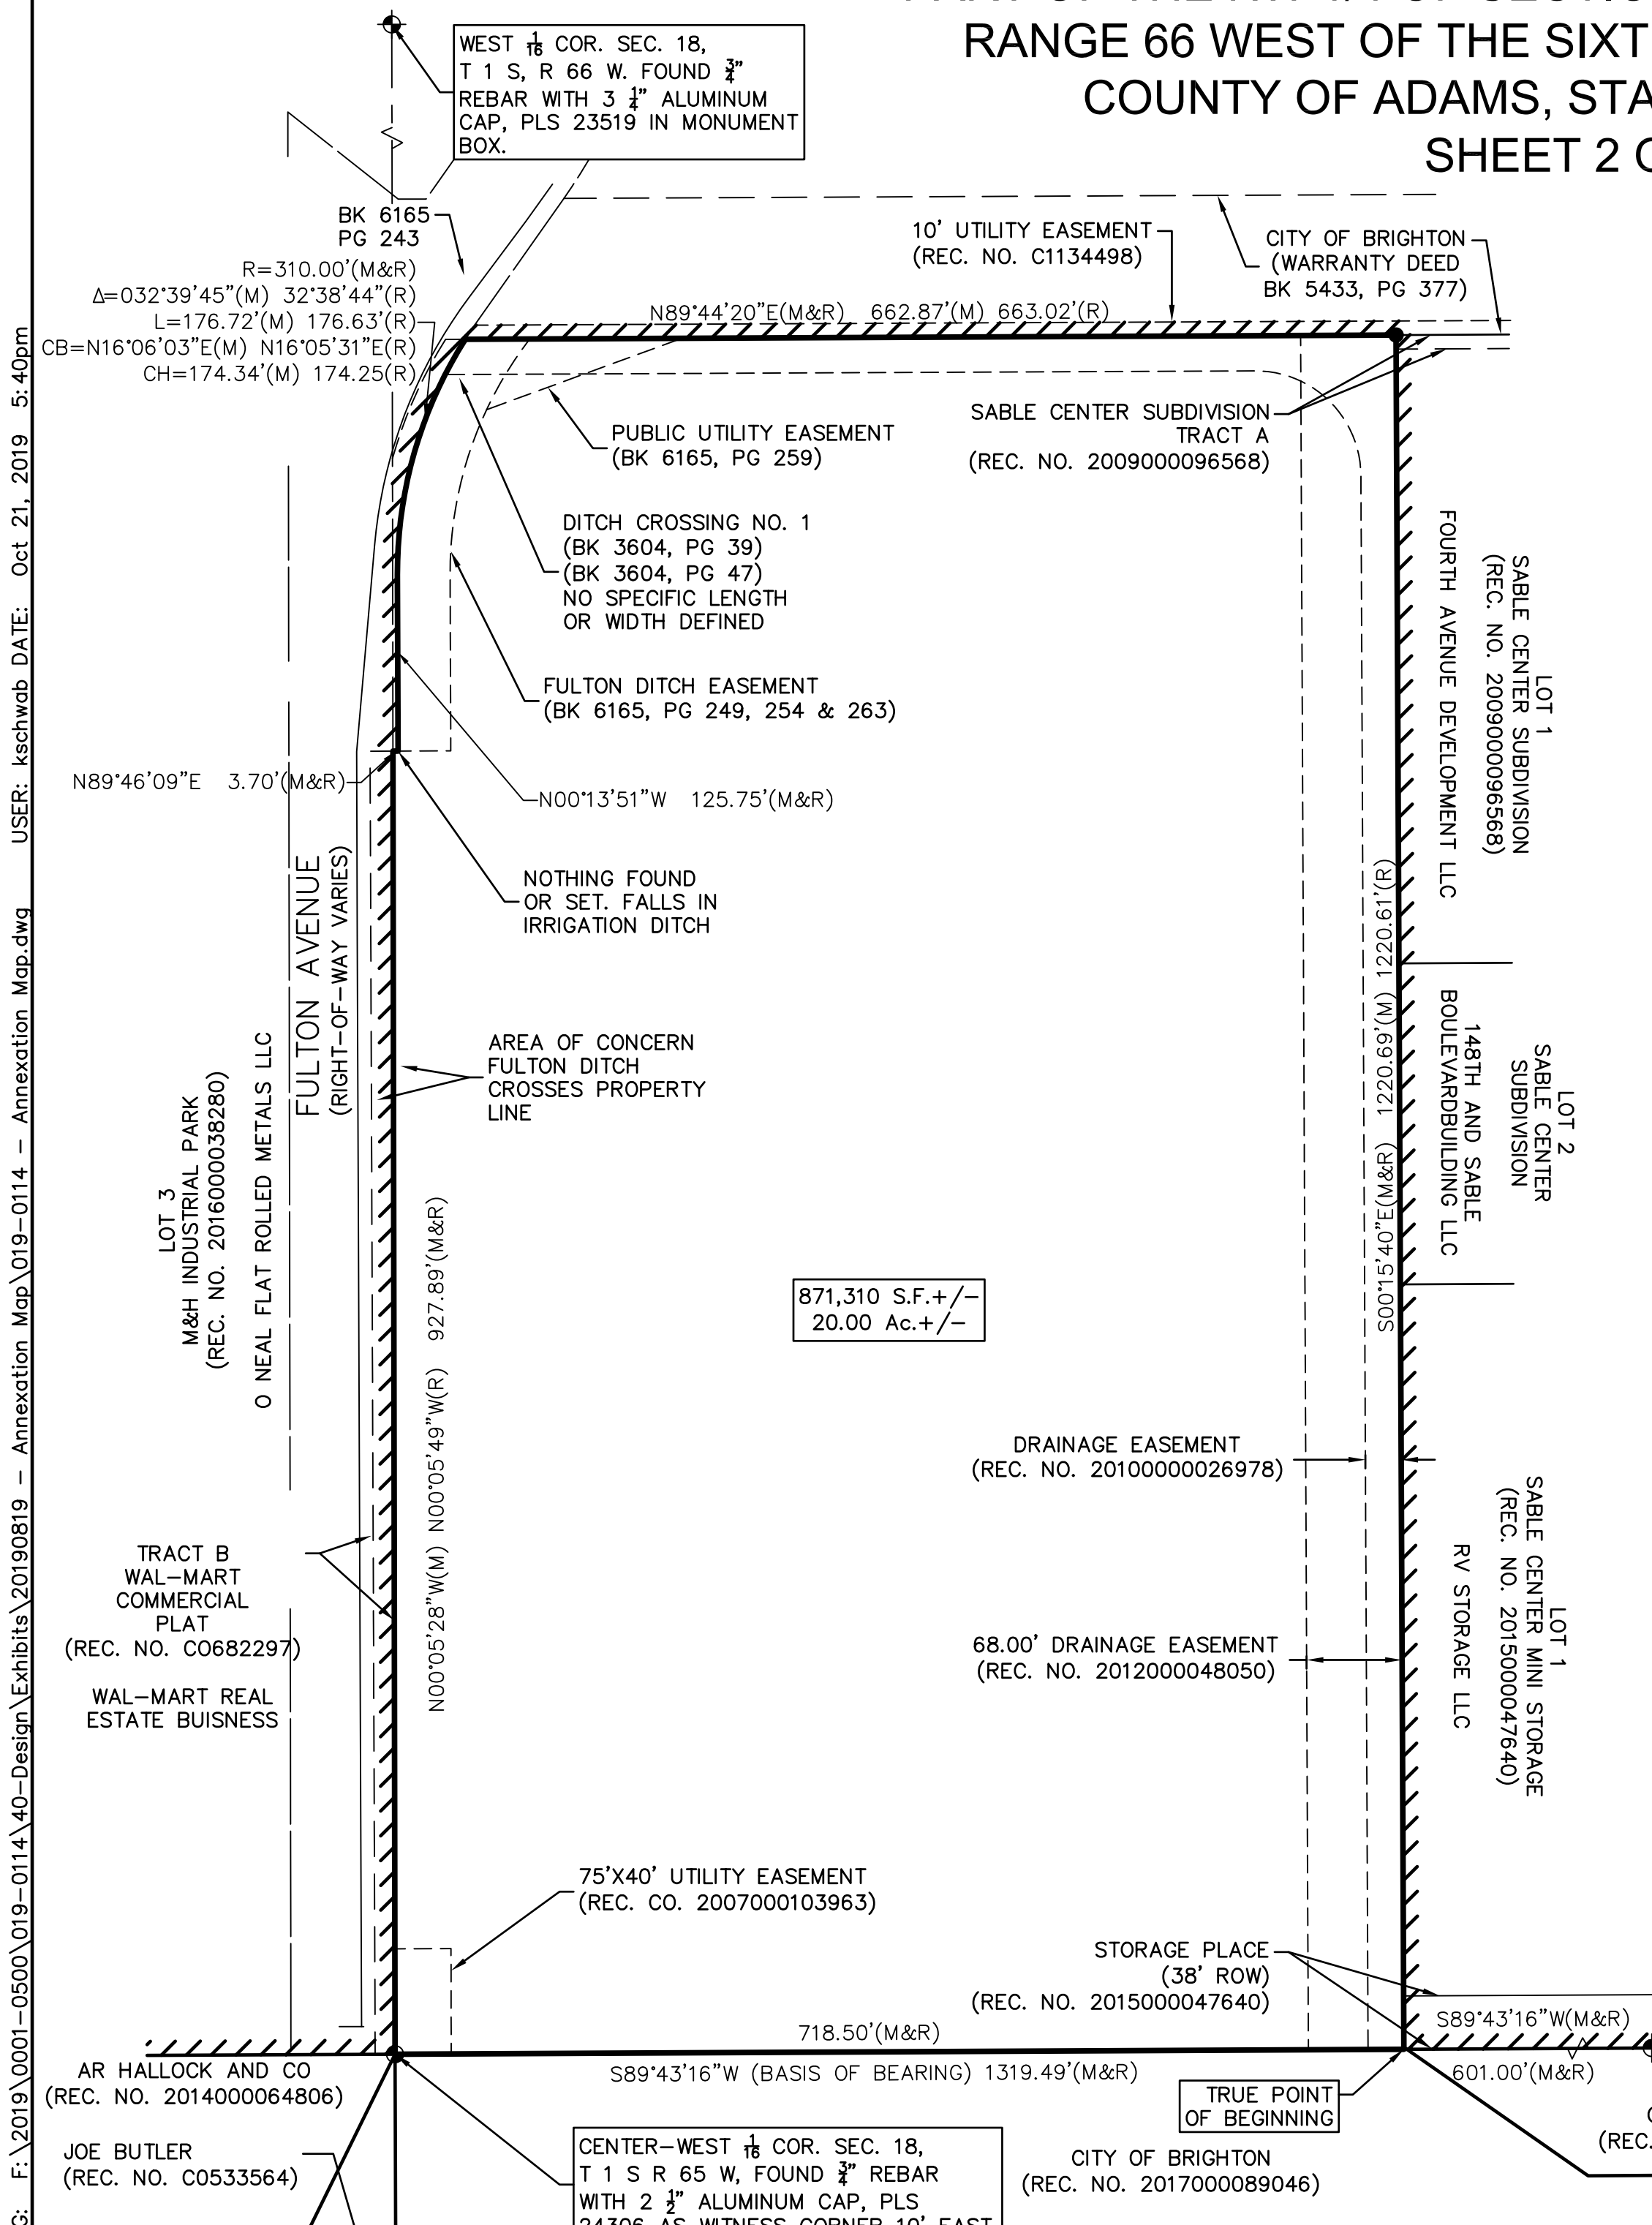 RANGE 66 WEST OF THE SIXT
COUNTY OF ADAMS, STA
SHEET 2
WEST 1/16 COR. SEC. 18,
T 1 S, R 66 W. FOUND 3/4"
REBAR WITH 3 1/4" ALUMINUM
CAP, PLS 23519 IN MONUMENT
BOX.
BK 6165
PG 243
R=310.00'(M&R)
Δ=032°39'45"(M) 32°38'44"(R)
L=176.72'(M) 176.63'(R)
CB=N16°06'03"E(M) N16°05'31"E(R)
CH=174.34'(M) 174.25(R)
10' UTILITY EASEMENT
(REC. NO. C1134498)
CITY OF BRIGHTON
(WARRANTY DEED
BK 5433, PG 377)
N89°44'20"E(M&R) 662.87'(M) 663.02'(R)
SABLE CENTER SUBDIVISION
TRACT A
(REC. NO. 2009000096568)
PUBLIC UTILITY EASEMENT
(BK 6165, PG 259)
DITCH CROSSING NO. 1
(BK 3604, PG 39)
(BK 3604, PG 47)
NO SPECIFIC LENGTH
OR WIDTH DEFINED
FULTON DITCH EASEMENT
(BK 6165, PG 249, 254 & 263)
N89°46'09"E 3.70'(M&R)
N00°13'51"W 125.75'(M&R)
NOTHING FOUND
OR SET. FALLS IN
IRRIGATION DITCH
LOT 1
SABLE CENTER SUBDIVISION
(REC. NO. 2009000096568)
FOURTH AVENUE DEVELOPMENT LLC
FULTON AVENUE
(RIGHT-OF-WAY VARIES)
AREA OF CONCERN
FULTON DITCH
CROSSES PROPERTY
LINE
LOT 3
M&H INDUSTRIAL PARK
(REC. NO. 2016000038280)
O NEAL FLAT ROLLED METALS LLC
N00°05'28"W(M) N00°05'49"W(R) 927.89'(M&R)
871,310 S.F.+/-
20.00 Ac.+/-
S00°15'40"E(M&R) 1220.69'(M) 1220.61'(R)
LOT 2
SABLE CENTER
SUBDIVISION
148TH AND SABLE
BOULEVARDBUILDING LLC
DRAINAGE EASEMENT
(REC. NO. 20100000026978)
68.00' DRAINAGE EASEMENT
(REC. NO. 2012000048050)
LOT 1
SABLE CENTER MINI STORAGE
(REC. NO. 2015000047640)
RV STORAGE LLC
TRACT B
WAL-MART
COMMERCIAL
PLAT
(REC. NO. CO682297)
WAL-MART REAL
ESTATE BUISNESS
75'X40' UTILITY EASEMENT
(REC. CO. 2007000103963)
STORAGE PLACE
(38' ROW)
(REC. NO. 2015000047640)
718.50'(M&R)
S89°43'16"W(M&R)
S89°43'16"W (BASIS OF BEARING) 1319.49'(M&R)
601.00'(M&R)
AR HALLOCK AND CO
(REC. NO. 2014000064806)
TRUE POINT
OF BEGINNING
JOE BUTLER
(REC. NO. C0533564)
CENTER-WEST 1/16 COR. SEC. 18,
T 1 S R 65 W, FOUND 3/4" REBAR
WITH 2 1/2" ALUMINUM CAP, PLS
24306 AS WITNESS CORNER 10' EAST
CITY OF BRIGHTON
(REC. NO. 2017000089046)
(REC.
F:\2019\0001-0500\019-0114\40-Design\Exhibits\20190819 - Annexation Map\019-0114 - Annexation Map.dwg USER: kschwab DATE: Oct 21, 2019 5:40pm